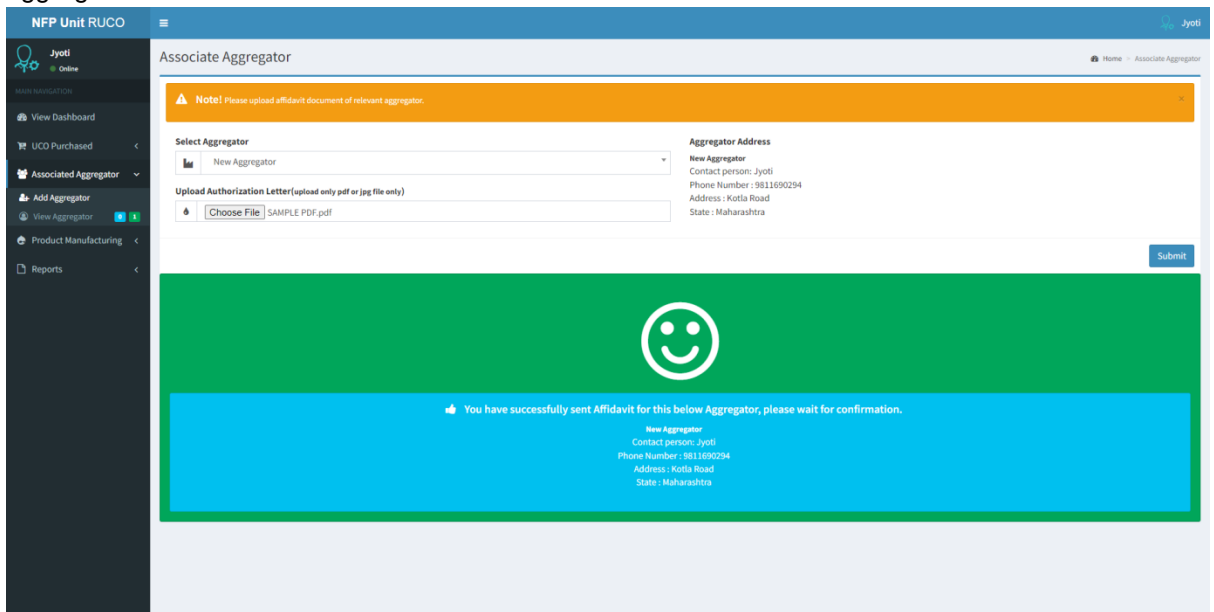 NFP Unit RUCO
Jyoti
Jyoti
Online
Associate Aggregator
Home > Associate Aggregator
MAIN NAVIGATION
View Dashboard
UCO Purchased
Associated Aggregator
Add Aggregator
View Aggregator 0 1
Product Manufacturing
Reports
Note! Please upload affidavit document of relevant aggregator. ×
Select Aggregator
New Aggregator
Upload Authorization Letter(upload only pdf or jpg file only)
Choose File SAMPLE PDF.pdf
Aggregator Address
New Aggregator
Contact person: Jyoti
Phone Number : 9811690294
Address : Kotla Road
State : Maharashtra
Submit
You have successfully sent Affidavit for this below Aggregator, please wait for confirmation.
New Aggregator
Contact person: Jyoti
Phone Number : 9811690294
Address : Kotla Road
State : Maharashtra